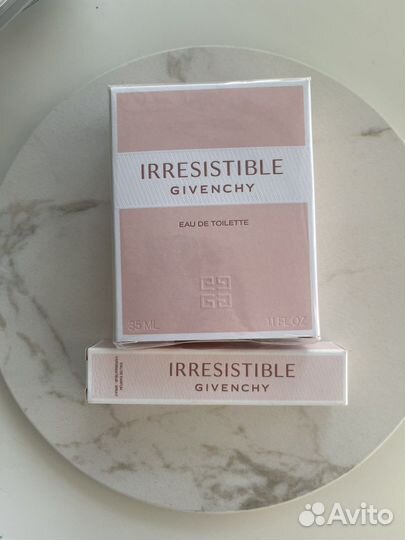 IRRESISTIBLE
GIVENCHY
EAU DE TOILETTE
35 ML 1.1 FL OZ
IRRESISTIBLE
GIVENCHY
Avito